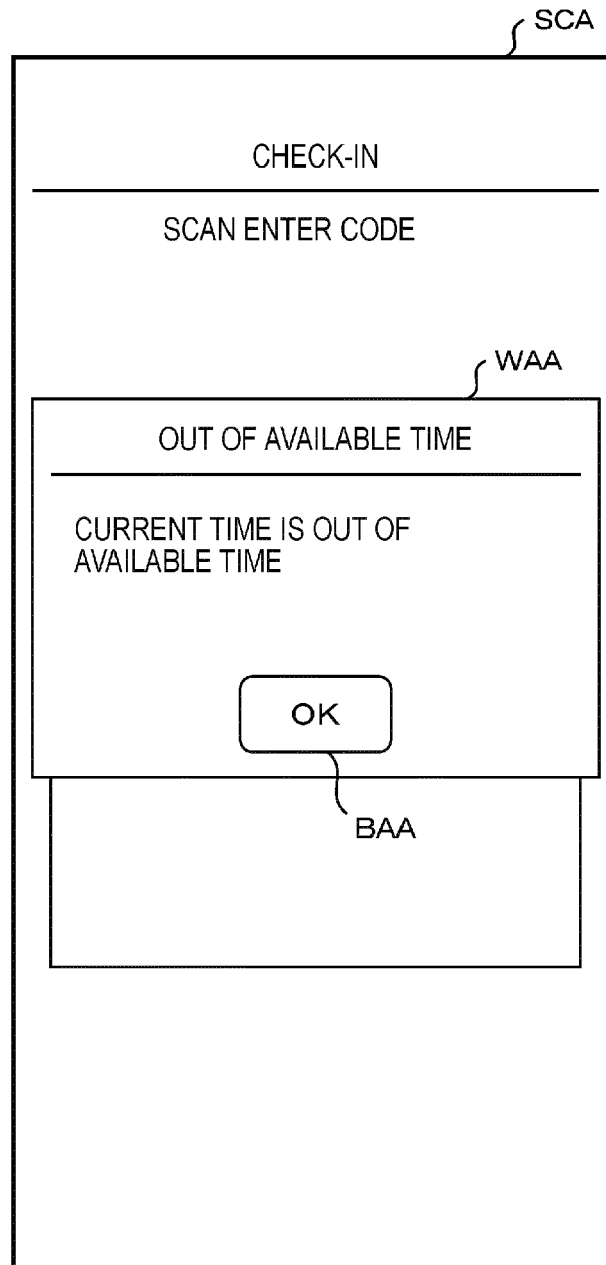 SCA
CHECK-IN
SCAN ENTER CODE
WAA
OUT OF AVAILABLE TIME
CURRENT TIME IS OUT OF
AVAILABLE TIME
OK
BAA